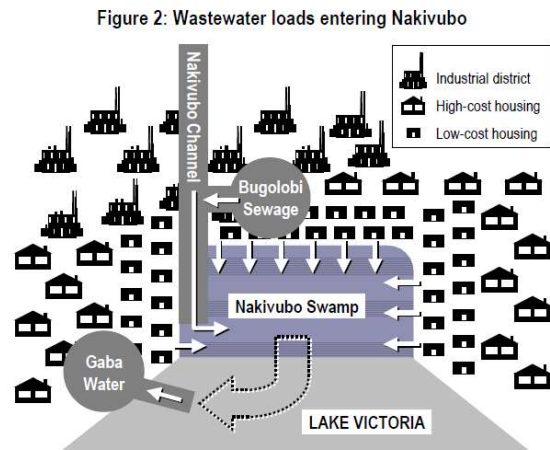 Figure 2: Wastewater loads entering Nakivubo
Nakivubo Channel
Industrial district
High-cost housing
Low-cost housing
Bugolobi
Sewage
Nakivubo Swamp
Gaba
Water
LAKE VICTORIA